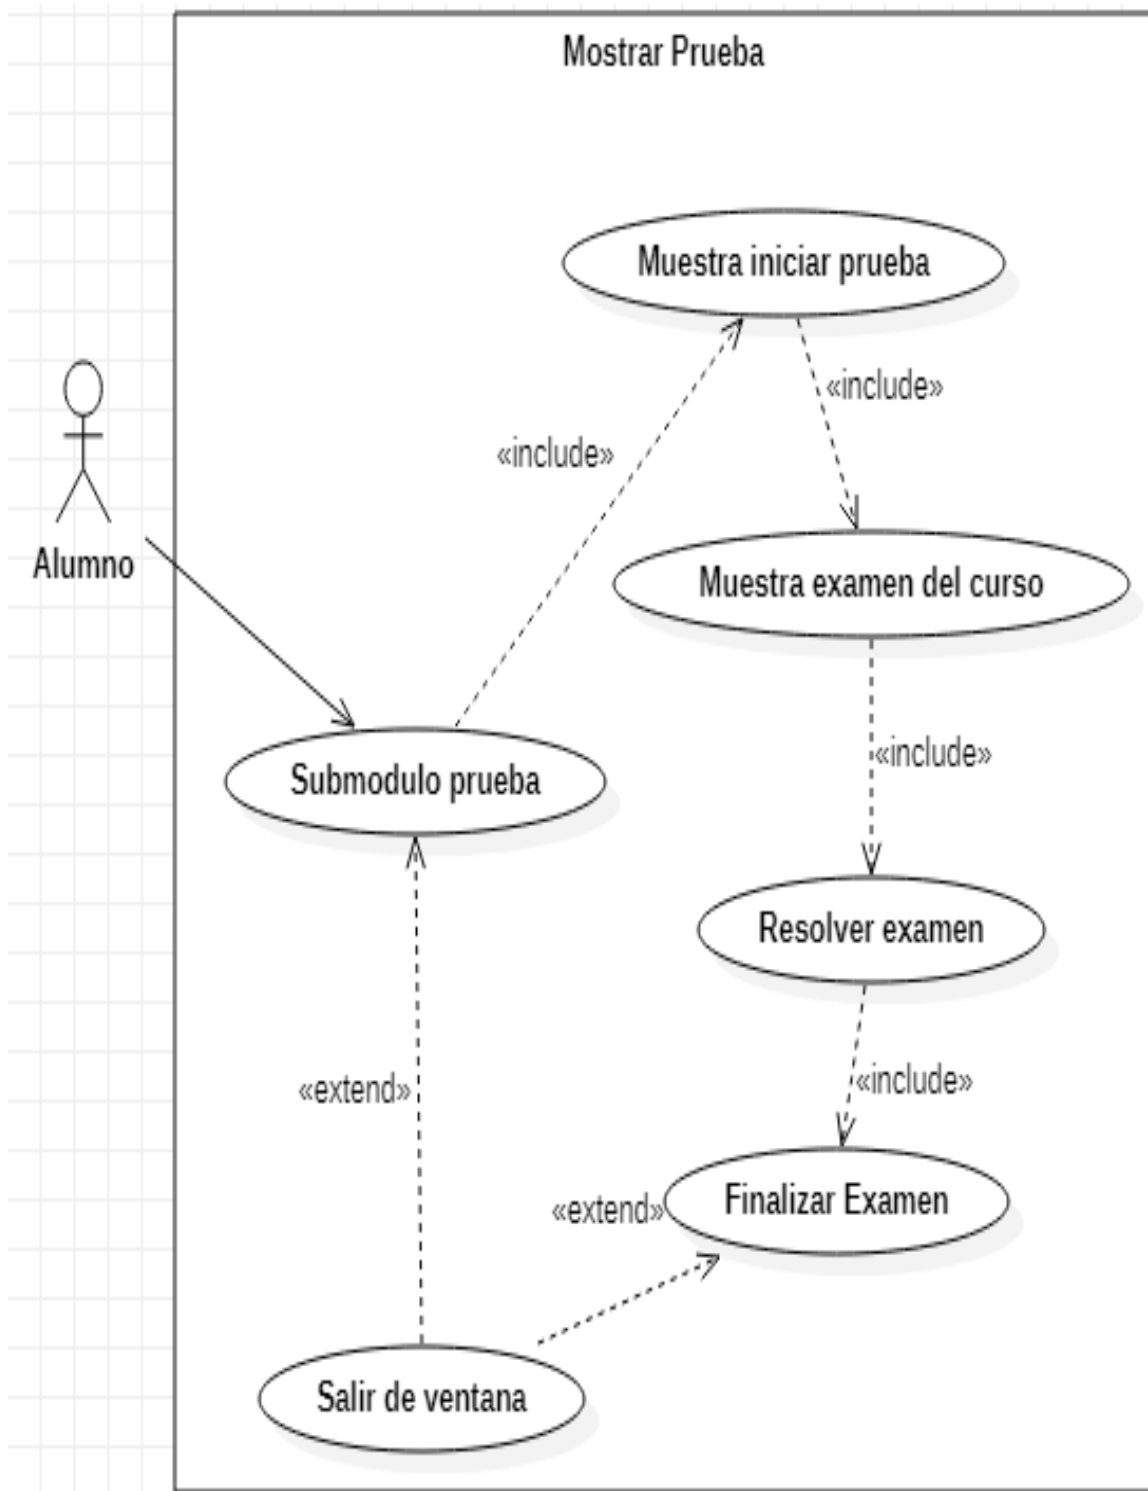 Mostrar Prueba
Muestra iniciar prueba
«include»
«include»
Muestra examen del curso
Alumno
«include»
Submodulo prueba
Resolver examen
«include»
«extend»
Finalizar Examen
«extend»
Salir de ventana